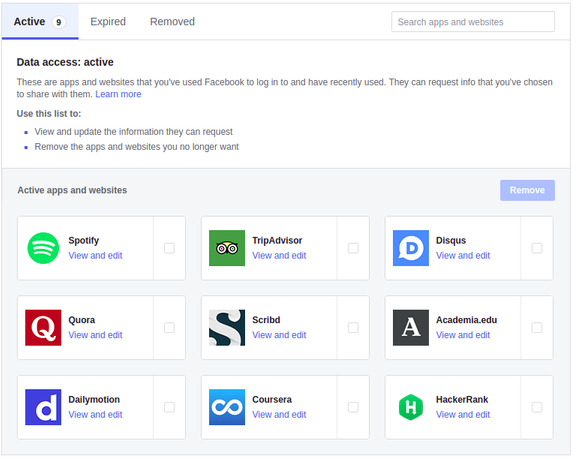 Active 9 Expired Removed Search apps and websites
Data access: active
These are apps and websites that you've used Facebook to log in to and have recently used. They can request info that you've chosen
to share with them. Learn more
Use this list to:
View and update the information they can request
Remove the apps and websites you no longer want
Active apps and websites Remove
Spotify TripAdvisor Disqus
View and edit View and edit View and edit
Quora Scribd Academia.edu
View and edit View and edit View and edit
Dailymotion Coursera HackerRank
View and edit View and edit View and edit